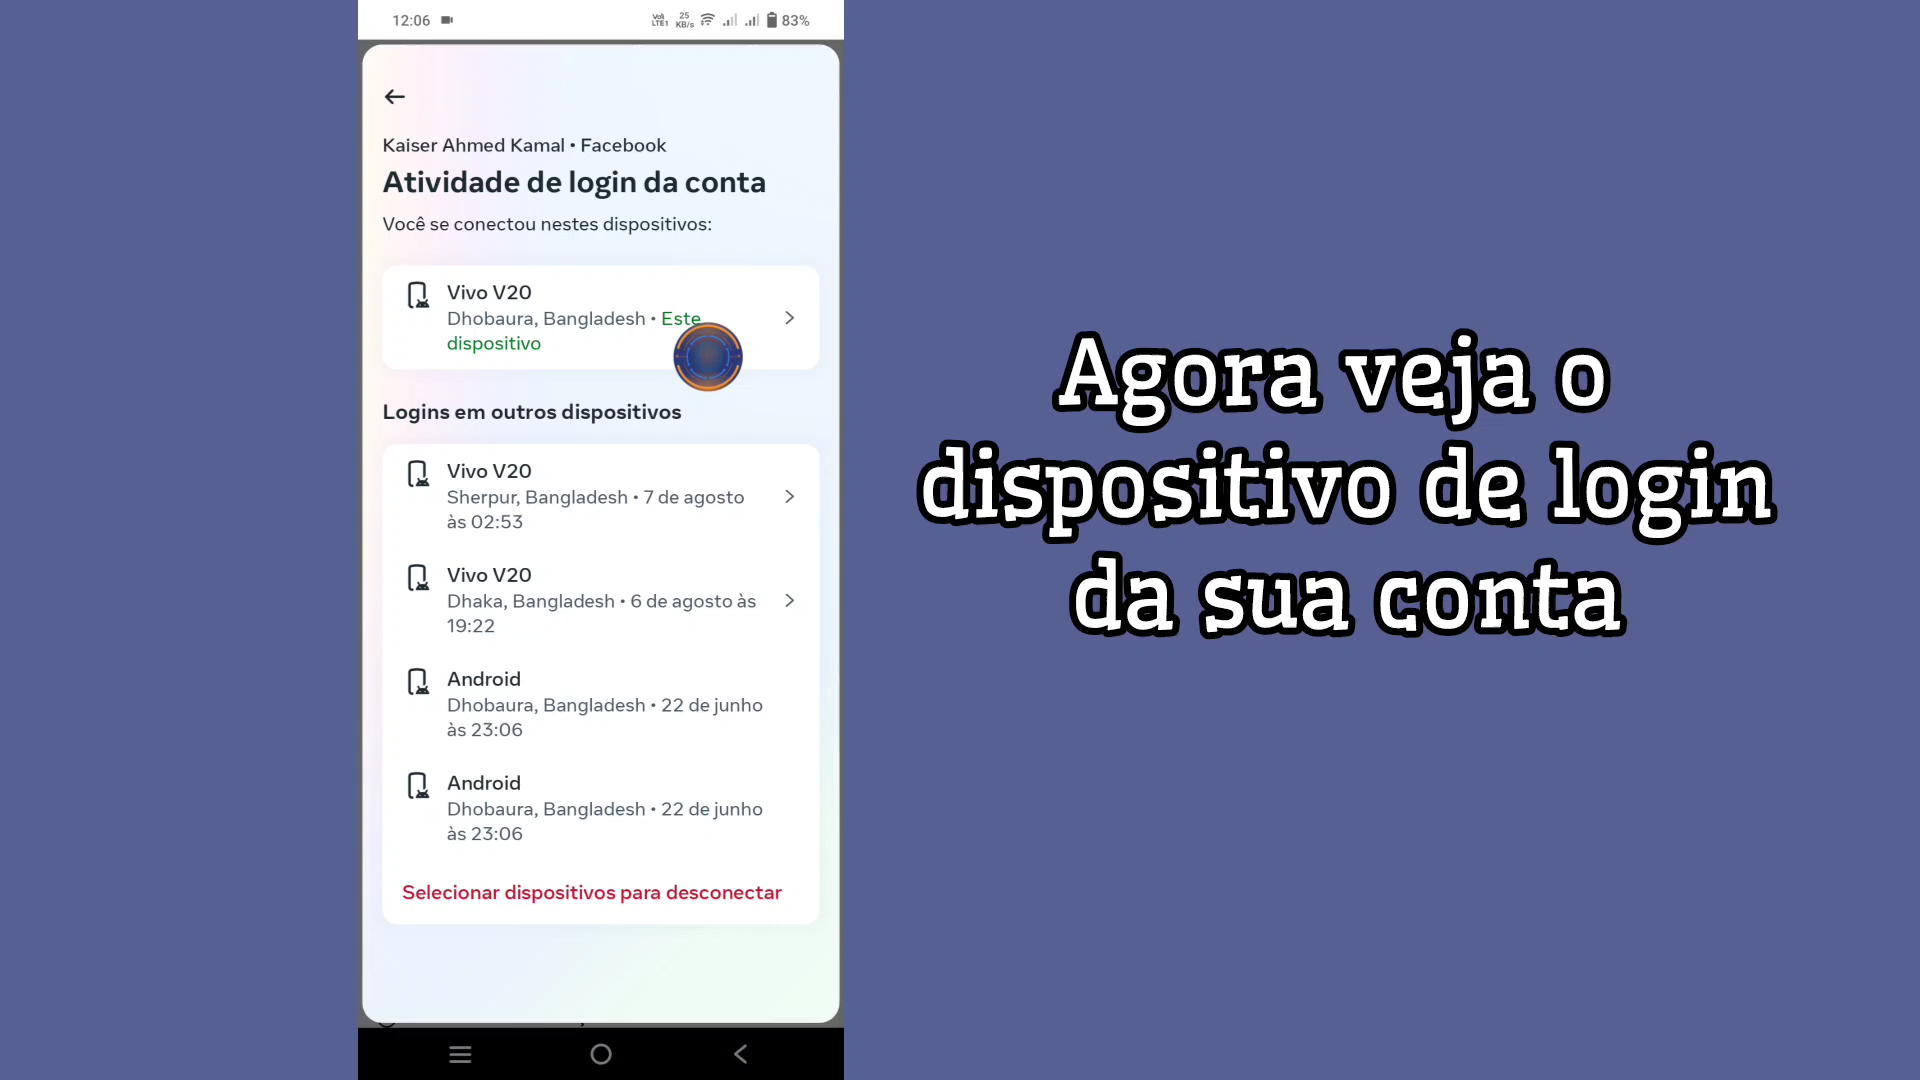 12:06
Vo)) LTE1 25 KB/s 83%
Kaiser Ahmed Kamal • Facebook
Atividade de login da conta
Você se conectou nestes dispositivos:
Vivo V20
Dhobaura, Bangladesh • Este
dispositivo
Logins em outros dispositivos
Vivo V20
Sherpur, Bangladesh • 7 de agosto
às 02:53
Vivo V20
Dhaka, Bangladesh • 6 de agosto às
19:22
Android
Dhobaura, Bangladesh • 22 de junho
às 23:06
Android
Dhobaura, Bangladesh • 22 de junho
às 23:06
Selecionar dispositivos para desconectar
Agora veja o
dispositivo de login
da sua conta